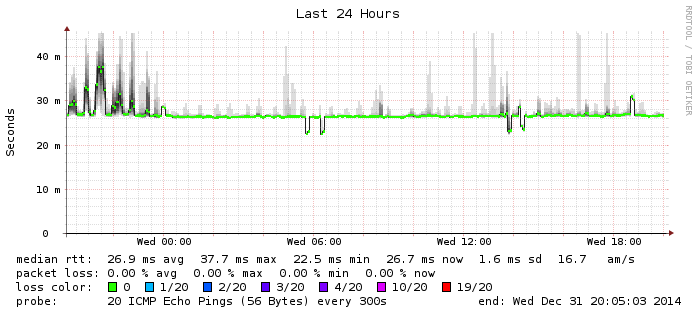 Last 24 Hours
RRDTOOL / TOBI OETIKER
Seconds
40 m
30 m
20 m
10 m
0
Wed 00:00 Wed 06:00 Wed 12:00 Wed 18:00
median rtt: 26.9 ms avg 37.7 ms max 22.5 ms min 26.7 ms now 1.6 ms sd 16.7 am/s
packet loss: 0.00 % avg 0.00 % max 0.00 % min 0.00 % now
loss color: 0 1/20 2/20 3/20 4/20 10/20 19/20
probe: 20 ICMP Echo Pings (56 Bytes) every 300s end: Wed Dec 31 20:05:03 2014